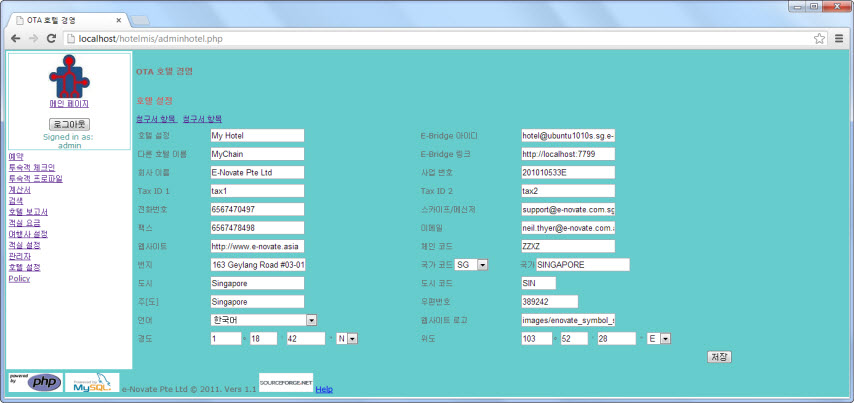 OTA 호텔 경영
localhost/hotelmis/adminhotel.php
메인 페이지
로그아웃
Signed in as:
admin
예약
투숙객 체크인
투숙객 프로파일
계산서
검색
호텔 보고서
객실 요금
여행사 설정
객실 설정
관리자
호텔 설정
Policy
OTA 호텔 경영
호텔 설정
청구서 항목 청구서 항목
호텔 설정 My Hotel E-Bridge 아이디 hotel@ubuntu1010s.sg.e-
다른 호텔 이름 MyChain E-Bridge 링크 http://localhost:7799
회사 이름 E-Novate Pte Ltd 사업 번호 201010533E
Tax ID 1 tax1 Tax ID 2 tax2
전화번호 6567470497 스카이프/메신저 support@e-novate.com.sg
팩스 6567478498 이메일 neil.thyer@e-novate.com.
웹사이트 http://www.e-novate.asia 체인 코드 ZZXZ
번지 163 Geylang Road #03-01 국가 코드 SG 국가 SINGAPORE
도시 Singapore 도시 코드 SIN
주[도] Singapore 우편번호 389242
언어 한국어 웹사이트 로고 images/enovate_symbol_s
경도 1 ° 18 ' 42 " N 위도 103 ° 52 ' 28 " E
저장
powered by php Powered by MySQL e-Novate Pte Ltd © 2011. Vers 1.1 SOURCEFORGE.NET Help